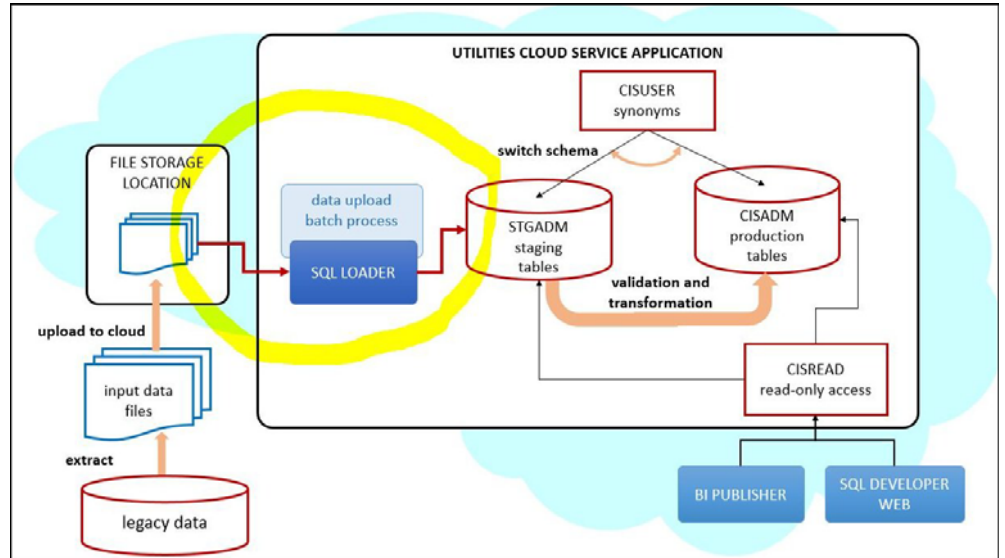 UTILITIES CLOUD SERVICE APPLICATION
CISUSER
synonyms
switch schema
FILE STORAGE
LOCATION
data upload
batch process
SQL LOADER
STGADM
staging
tables
CISADM
production
tables
validation and
transformation
upload to cloud
input data
files
CISREAD
read-only access
extract
legacy data
BI PUBLISHER
SQL DEVELOPER
WEB